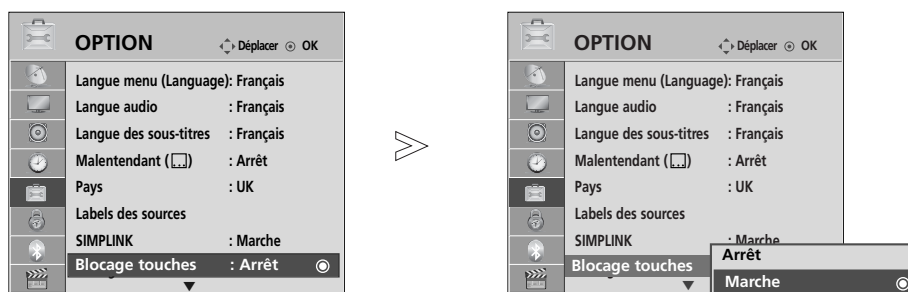 OPTION
Déplacer OK
Langue menu (Language): Français
Langue audio : Français
Langue des sous-titres : Français
Malentendant ( ) : Arrêt
Pays : UK
Labels des sources
SIMPLINK : Marche
Blocage touches : Arrêt
OPTION
Déplacer OK
Langue menu (Language): Français
Langue audio : Français
Langue des sous-titres : Français
Malentendant ( ) : Arrêt
Pays : UK
Labels des sources
SIMPLINK : Marche
Blocage touches
Arrêt
Marche